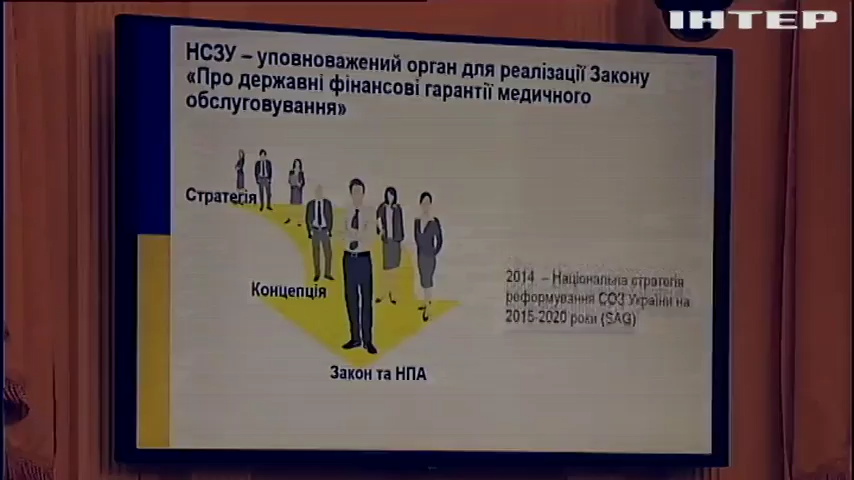 ІНТЕР
НСЗУ – уповноважений орган для реалізації Закону
«Про державні фінансові гарантії медичного
обслуговування»
Стратегія
Концепція
2014 – Національна стратегія
реформування СОЗ України на
2015-2020 роки (SAG)
Закон та НПА